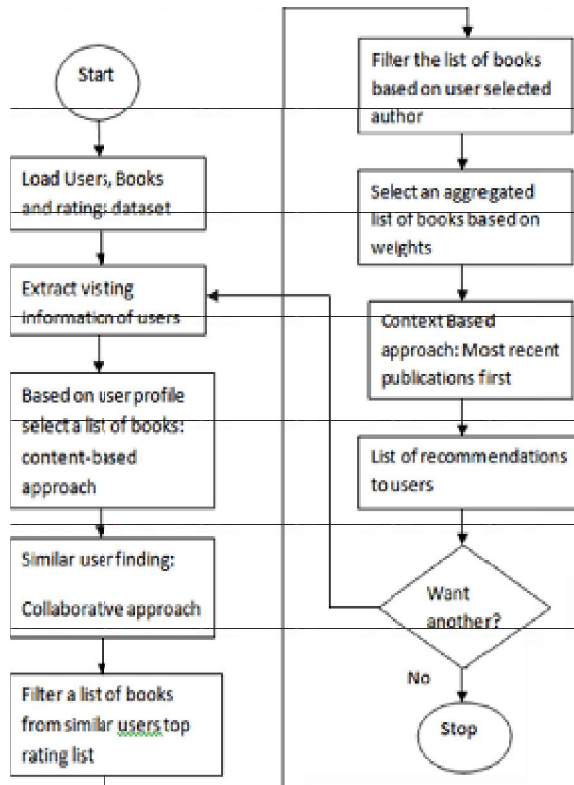 Start
Load Users, Books
and ratings dataset
Extract visting
information of users
Based on user profile
select a list of books:
content-based
approach
Similar user finding:
Collaborative approach
Filter a list of books
from similar users top
rating list
Filter the list of books
based on user selected
author
Select an aggregated
list of books based on
weights
Context Based
approach: Most recent
publications first
List of recommendations
to users
Want
another?
No
Stop